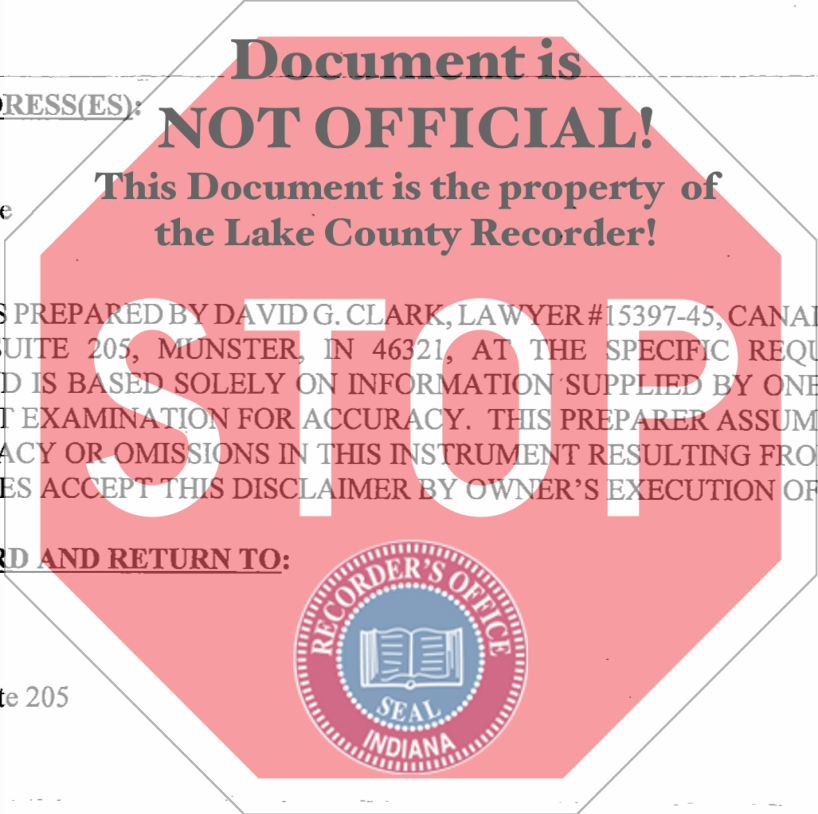 Document is
NOT OFFICIAL!
This Document is the property of
the Lake County Recorder!
DRESS(ES):
e
S PREPARED BY DAVID G. CLARK, LAWYER #15397-45, CANAL
SUITE 205, MUNSTER, IN 46321, AT THE SPECIFIC REQU
D IS BASED SOLELY ON INFORMATION SUPPLIED BY ONE
T EXAMINATION FOR ACCURACY. THIS PREPARER ASSUM
ACY OR OMISSIONS IN THIS INSTRUMENT RESULTING FRO
ES ACCEPT THIS DISCLAIMER BY OWNER'S EXECUTION OF
STOP
RD AND RETURN TO:
RECORDER'S OFFICE
SEAL
INDIANA
te 205